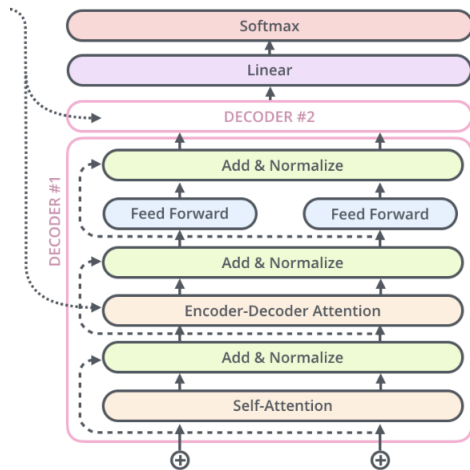 Softmax
Linear
DECODER #2
DECODER #1
Add & Normalize
Feed Forward
Feed Forward
Add & Normalize
Encoder-Decoder Attention
Add & Normalize
Self-Attention